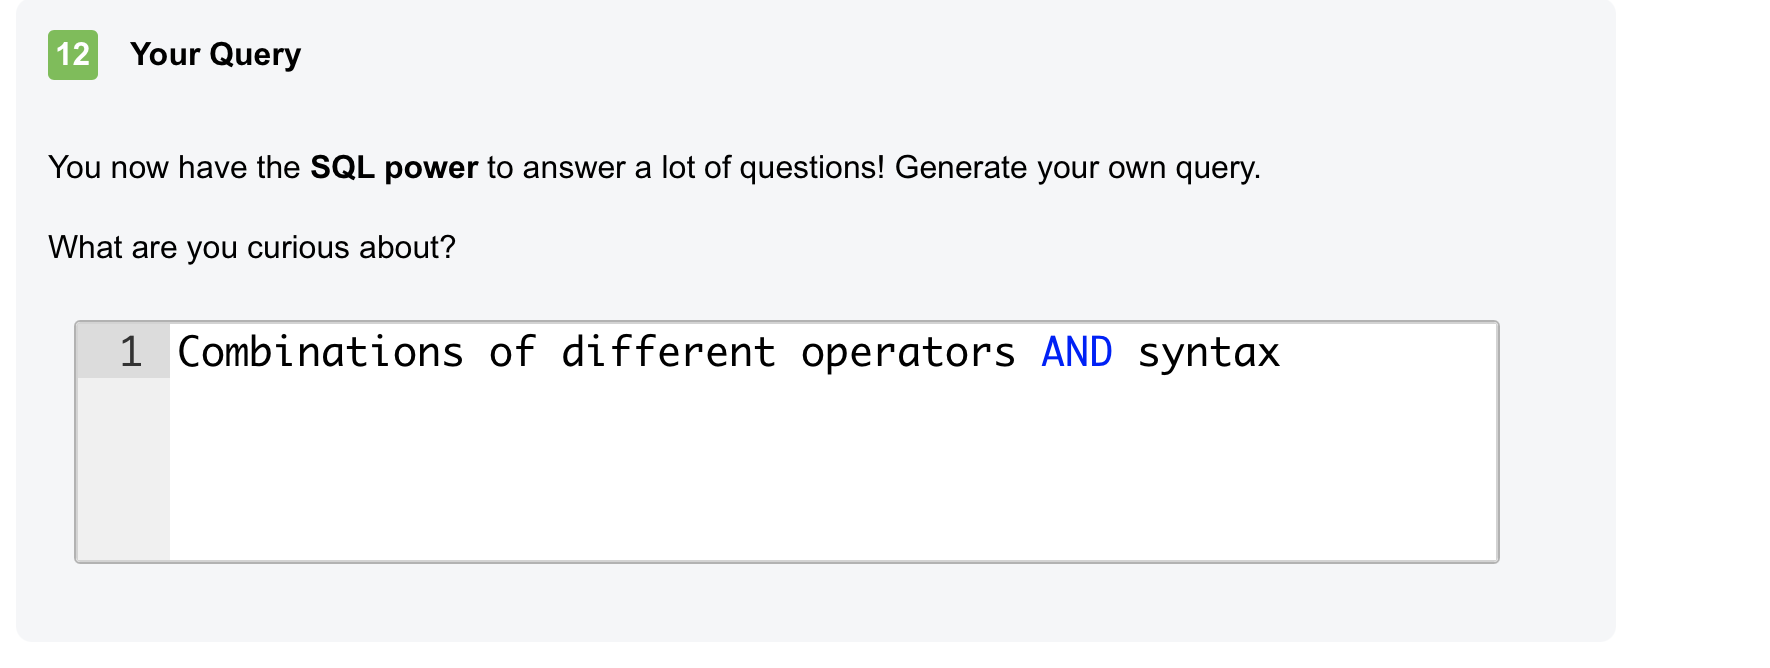 12 Your Query
You now have the SQL power to answer a lot of questions! Generate your own query.
What are you curious about?
1 Combinations of different operators AND syntax